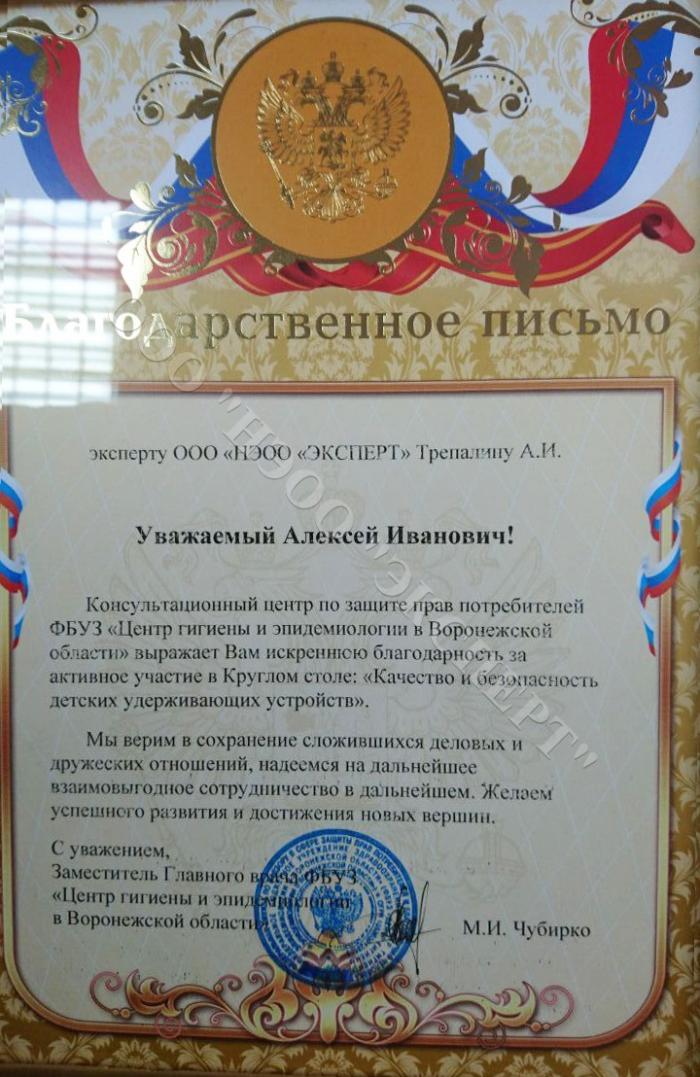 Благодарственное письмо
эксперту ООО «НЭОО «ЭКСПЕРТ» Трепалину А.И.
Уважаемый Алексей Иванович!
Консультационный центр по защите прав потребителей
ФБУЗ «Центр гигиены и эпидемиологии в Воронежской
области» выражает Вам искреннюю благодарность за
активное участие в Круглом столе: «Качество и безопасность
детских удерживающих устройств».
Мы верим в сохранение сложившихся деловых и
дружеских отношений, надеемся на дальнейшее
взаимовыгодное сотрудничество в дальнейшем. Желаем
успешного развития и достижения новых вершин.
С уважением,
Заместитель Главного врача ФБУЗ
«Центр гигиены и эпидемиологии
в Воронежской области»
М.И. Чубирко
ООО "НЭОО "ЭКСПЕРТ"